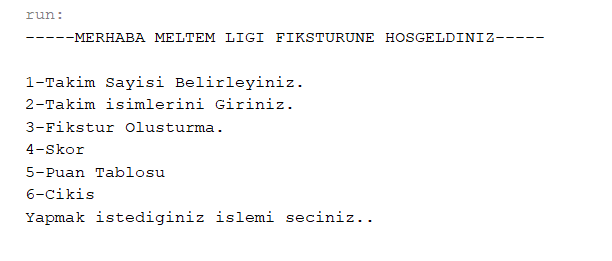 run:
-----MERHABA MELTEM LIGI FIKSTURUNE HOSGELDINIZ-----
1-Takim Sayisi Belirleyiniz.
2-Takim isimlerini Giriniz.
3-Fikstur Olusturma.
4-Skor
5-Puan Tablosu
6-Cikis
Yapmak istediginiz islemi seciniz..